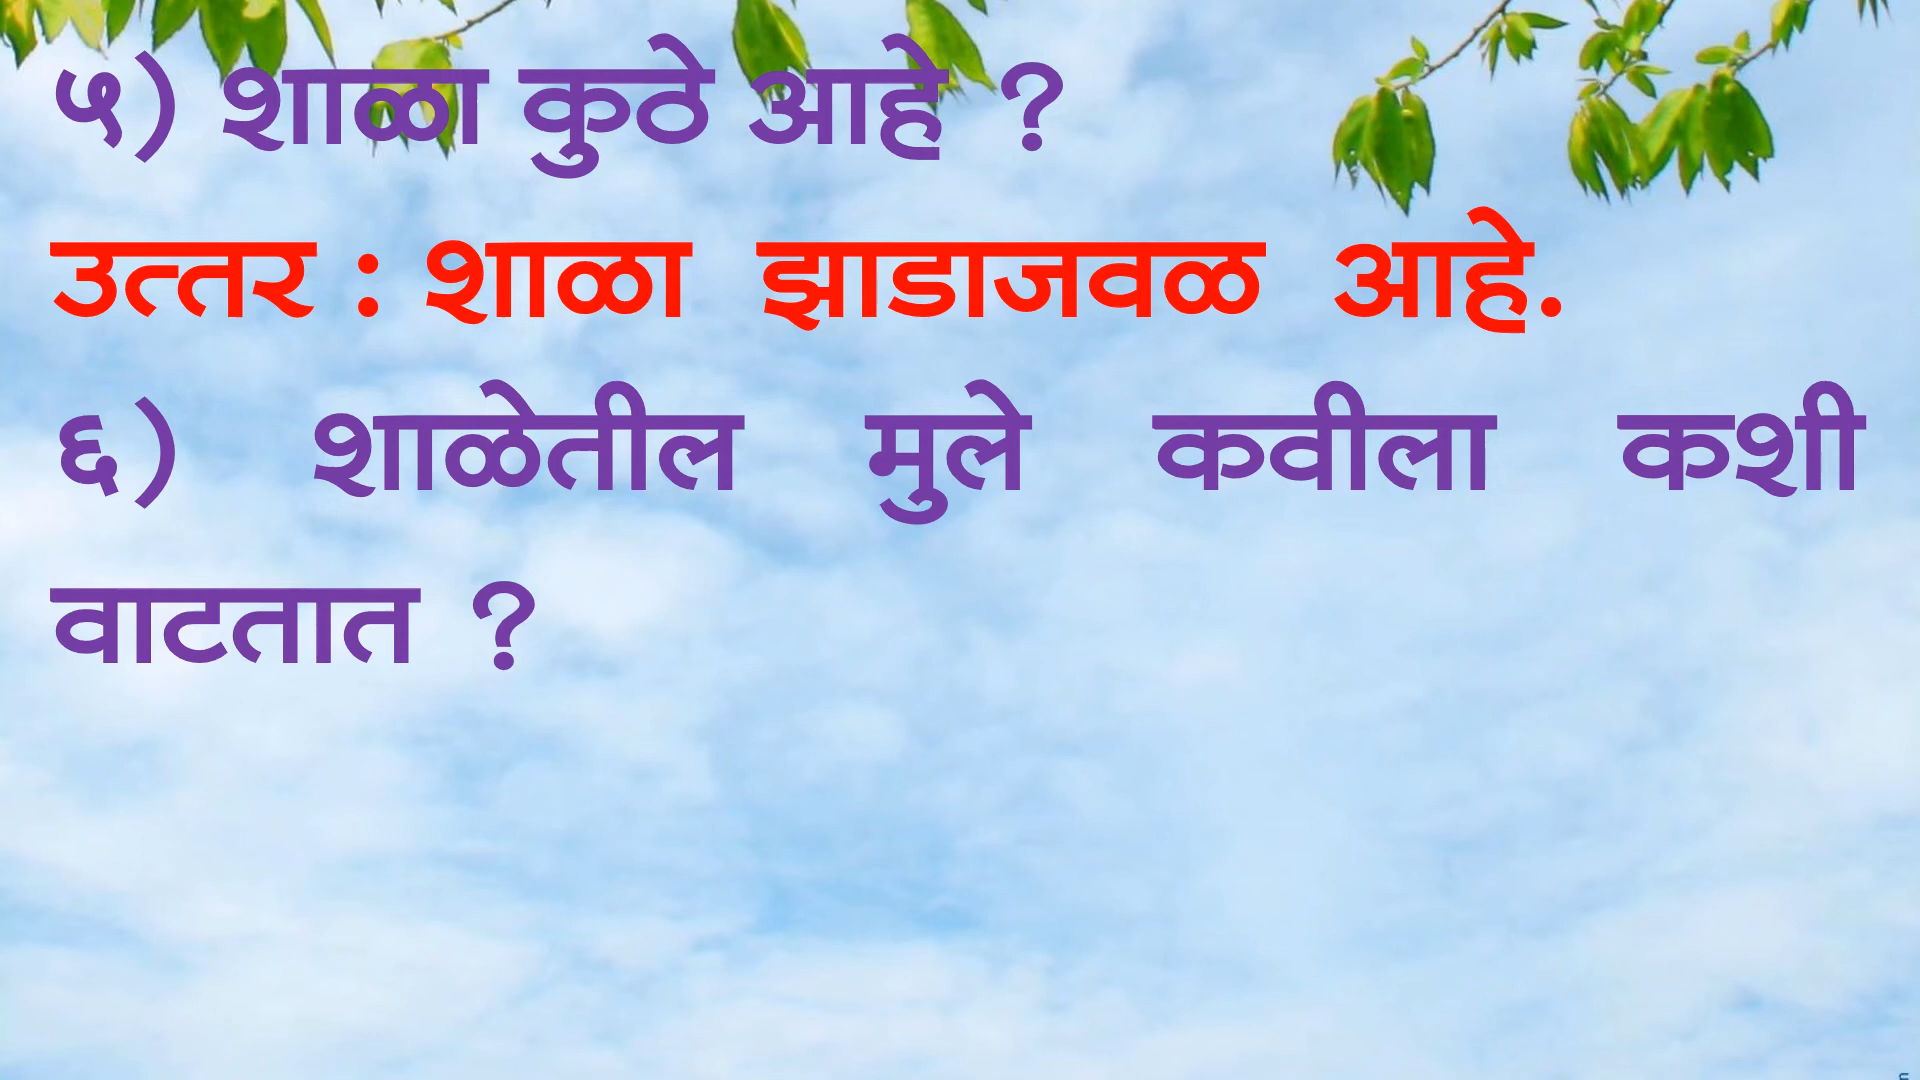 ५) शाळा कुठे आहे ?
उत्तर : शाळा झाडाजवळ आहे.
६) शाळेतील मुले कवीला कशी
वाटतात ?